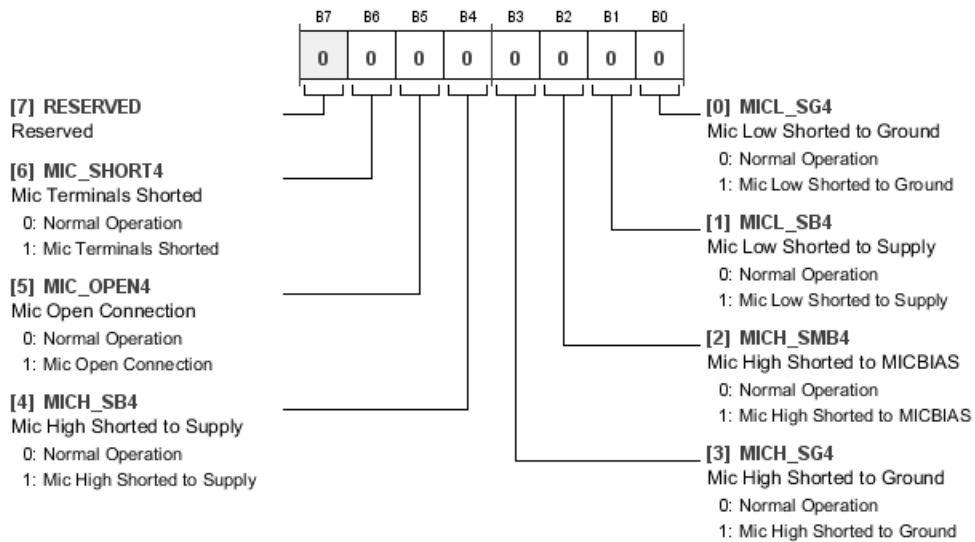 B7 B6 B5 B4 B3 B2 B1 B0
0 0 0 0 0 0 0 0
[7] RESERVED
Reserved
[6] MIC_SHORT4
Mic Terminals Shorted
0: Normal Operation
1: Mic Terminals Shorted
[5] MIC_OPEN4
Mic Open Connection
0: Normal Operation
1: Mic Open Connection
[4] MICH_SB4
Mic High Shorted to Supply
0: Normal Operation
1: Mic High Shorted to Supply
[0] MICL_SG4
Mic Low Shorted to Ground
0: Normal Operation
1: Mic Low Shorted to Ground
[1] MICL_SB4
Mic Low Shorted to Supply
0: Normal Operation
1: Mic Low Shorted to Supply
[2] MICH_SMB4
Mic High Shorted to MICBIAS
0: Normal Operation
1: Mic High Shorted to MICBIAS
[3] MICH_SG4
Mic High Shorted to Ground
0: Normal Operation
1: Mic High Shorted to Ground